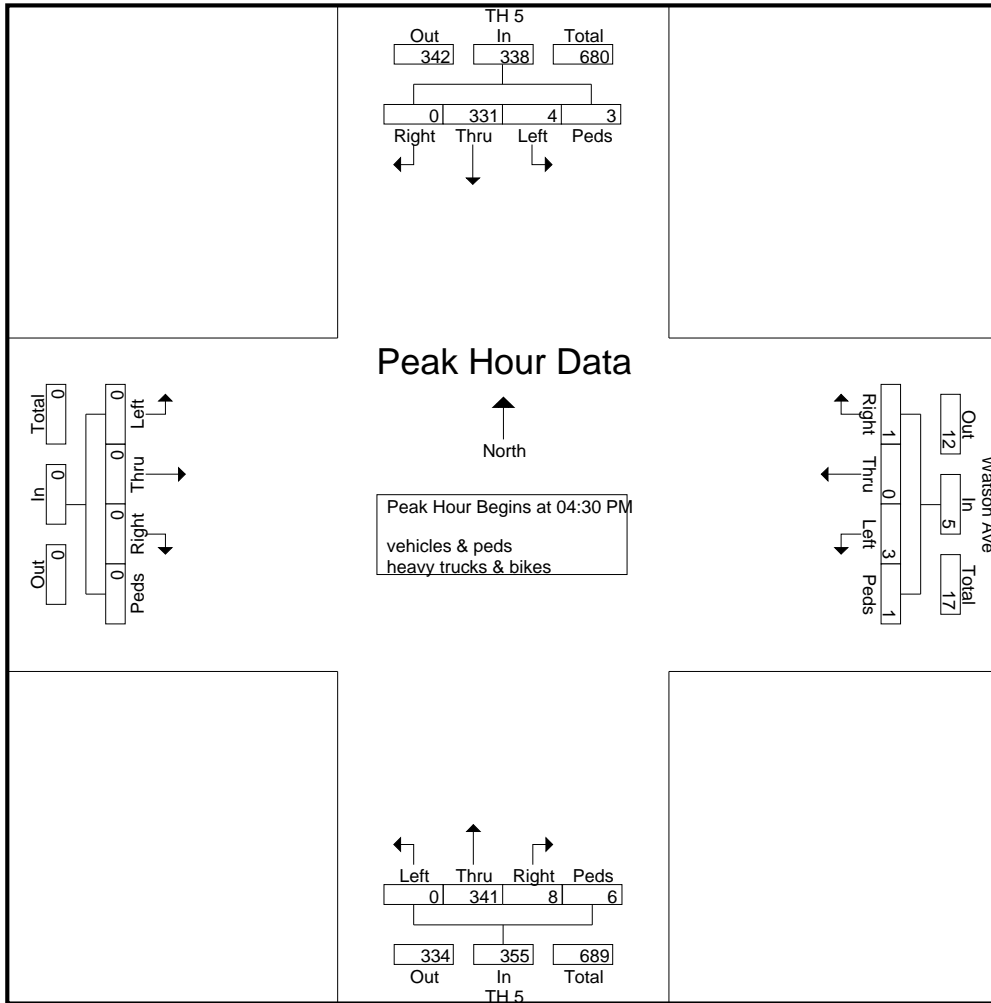 TH 5
Out In Total
342 338 680
0 331 4 3
Right Thru Left Peds
Peak Hour Data
North
Peak Hour Begins at 04:30 PM
vehicles & peds
heavy trucks & bikes
Total In Out
0 0 0
0 0 0 0
Left Thru Right Peds
Right Thru Left Peds
1 0 3 1
Out In Total
12 5 17
Watson Ave
Left Thru Right Peds
0 341 8 6
334 355 689
Out In Total
TH 5